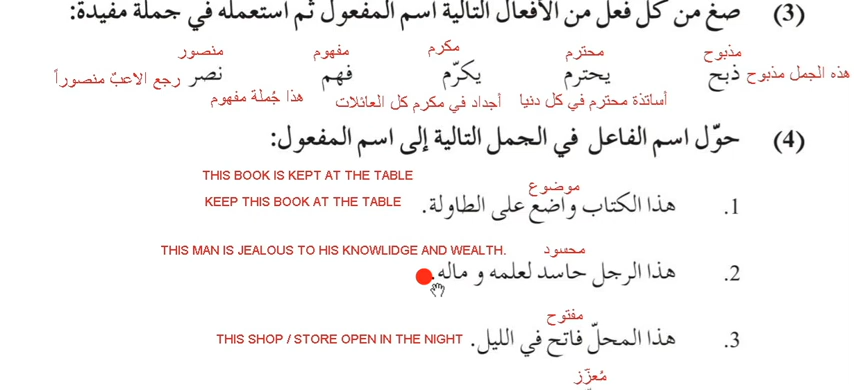 (3) صغ من كل فعل من الأفعال التالية اسم المفعول ثم استعمله في جملة مفيدة:
مذبوح محترم مكرم مفهوم منصور
ذبح يحترم يكرّم فهم نصر
هذه الجمل مذبوح أساتذة محترم في كل دنيا أجداد في مكرم كل العائلات هذا جُملة مفهوم رجع الاعبّ منصوراً
(4) حوّل اسم الفاعل في الجمل التالية إلى اسم المفعول:
THIS BOOK IS KEPT AT THE TABLE
موضوع
1. هذا الكتاب واضع على الطاولة. KEEP THIS BOOK AT THE TABLE
محسود THIS MAN IS JEALOUS TO HIS KNOWLIDGE AND WEALTH.
2. هذا الرجل حاسد لعلمه و ماله.
مفتوح
3. هذا المحلّ فاتح في الليل. THIS SHOP / STORE OPEN IN THE NIGHT
مُعزّز